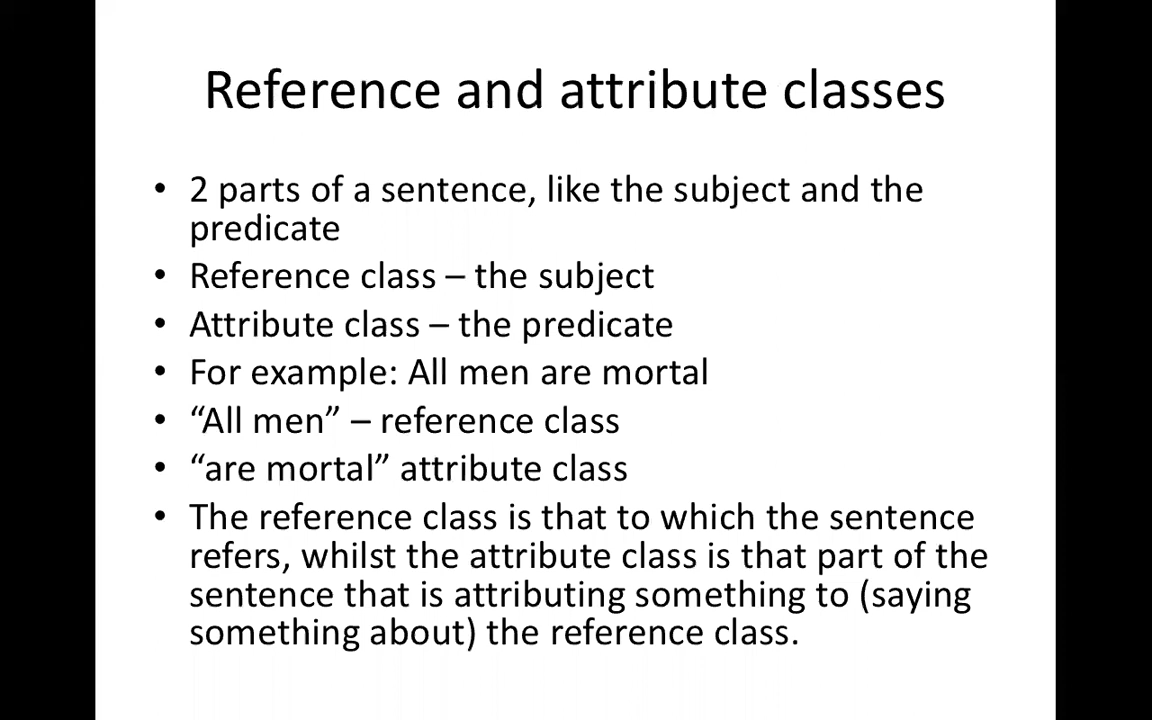 Reference and attribute classes
• 2 parts of a sentence, like the subject and the
predicate
• Reference class – the subject
• Attribute class – the predicate
• For example: All men are mortal
• “All men” – reference class
• “are mortal” attribute class
• The reference class is that to which the sentence
refers, whilst the attribute class is that part of the
sentence that is attributing something to (saying
something about) the reference class.